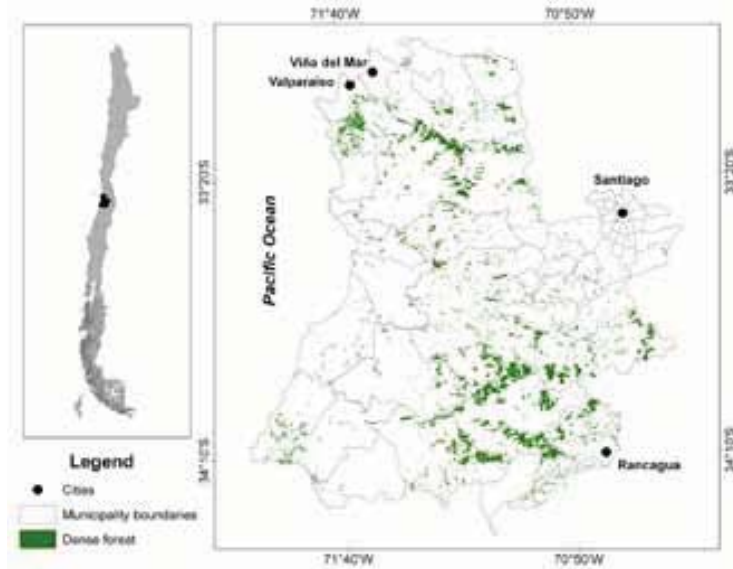 71°40'W 70°50'W
Viño del Mar
Valparaíso
33°20'S 33°20'S
Santiago
Pacific Ocean
34°10'S 34°10'S
Rancagua
71°40'W 70°50'W
Legend
Cities
Municipality boundaries
Dense forest